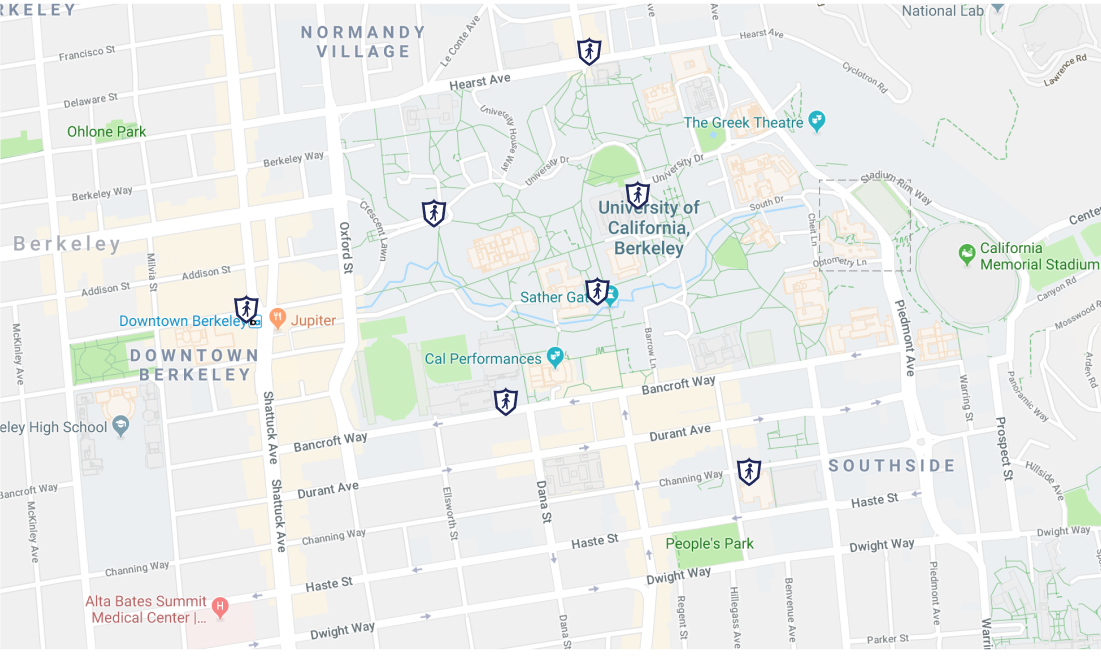 RKELEY
National Lab
NORMANDY
VILLAGE
Le Conte Ave
Hearst Ave
Francisco St
Cyclotron Rd
Lawrence Rd
Hearst Ave
Delaware St
Ohlone Park
University House Way
The Greek Theatre
Berkeley Way
University Dr
University Dr
Stadium Rim Way
Berkeley Way
University of
California,
Berkeley
South Dr
Crescent Lawn
Oxford St
Cheit Ln
Cente
Berkeley
California
Memorial Stadium
Milvia St
Addison St
Optometry Ln
Addison St
Canyon Rd
Sather Gat
Mosswood R
Downtown Berkeley
Jupiter
McKinley Ave
Piedmont Ave
Barrow Ln
DOWNTOWN
BERKELEY
Cal Performances
Arden Rd
Bancroft Way
Warring St
Panoramic Way
eley High School
Shattuck Ave
Bancroft Way
Durant Ave
Prospect St
SOUTHSIDE
Channing Way
Hillside Ave
Bancroft Way
Durant Ave
Dana St
Haste St
McKinley Ave
Shattuck Ave
Ellsworth St
Channing Way
Haste St
People's Park
Dwight Way
Dwight Way
Channing Way
Haste St
Dwight Way
Alta Bates Summit
Medical Center |...
H
Regent St
Hillegass Ave
Benvenue Ave
Piedmont Ave
Dwight Way
Dana St
Parker St
Warrin